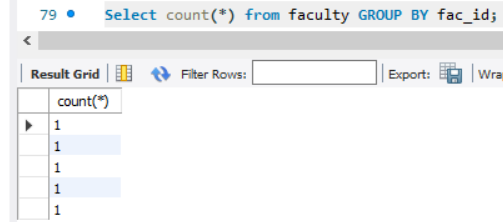 79 Select count(*) from faculty GROUP BY fac_id;
Result Grid Filter Rows: Export: Wra
count(*)
1
1
1
1
1